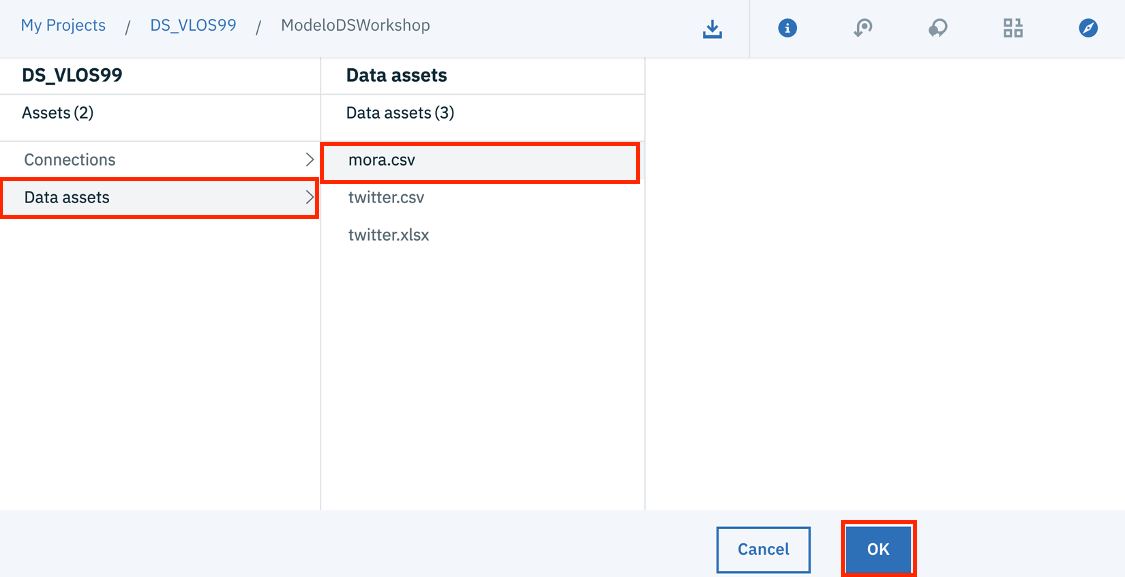 My Projects / DS_VLOS99 / ModeloDSWorkshop
DS_VLOS99
Assets (2)
Connections
Data assets
Data assets
Data assets (3)
mora.csv
twitter.csv
twitter.xlsx
Cancel
OK